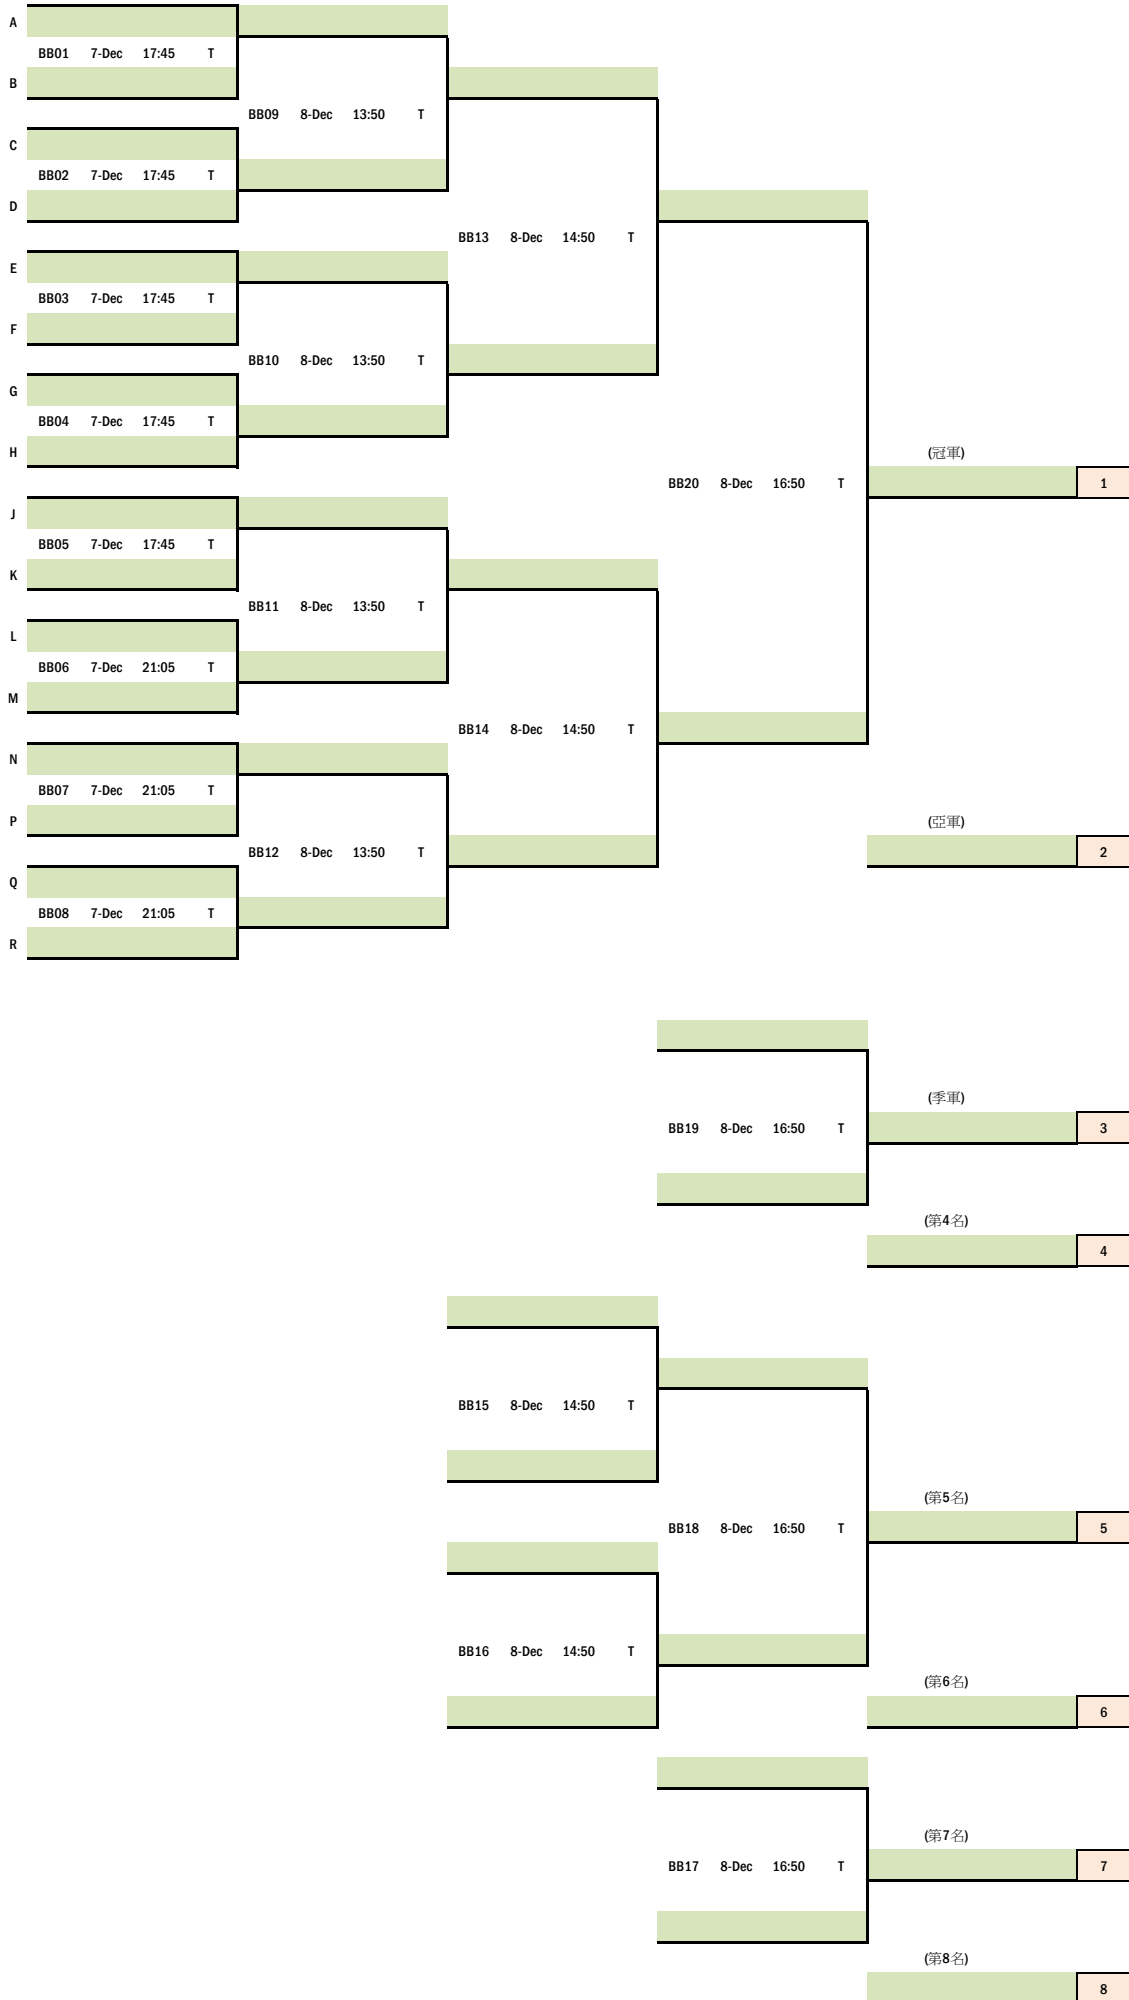 A
BB01 7-Dec 17:45 T
B
BB09 8-Dec 13:50 T
C
BB02 7-Dec 17:45 T
D
BB13 8-Dec 14:50 T
E
BB03 7-Dec 17:45 T
F
BB10 8-Dec 13:50 T
G
BB04 7-Dec 17:45 T
H
(冠軍)
BB20 8-Dec 16:50 T
1
J
BB05 7-Dec 17:45 T
K
BB11 8-Dec 13:50 T
L
BB06 7-Dec 21:05 T
M
BB14 8-Dec 14:50 T
N
BB07 7-Dec 21:05 T
P
(亞軍)
BB12 8-Dec 13:50 T
2
Q
BB08 7-Dec 21:05 T
R
(季軍)
BB19 8-Dec 16:50 T
3
(第4名)
4
BB15 8-Dec 14:50 T
(第5名)
BB18 8-Dec 16:50 T
5
BB16 8-Dec 14:50 T
(第6名)
6
(第7名)
BB17 8-Dec 16:50 T
7
(第8名)
8